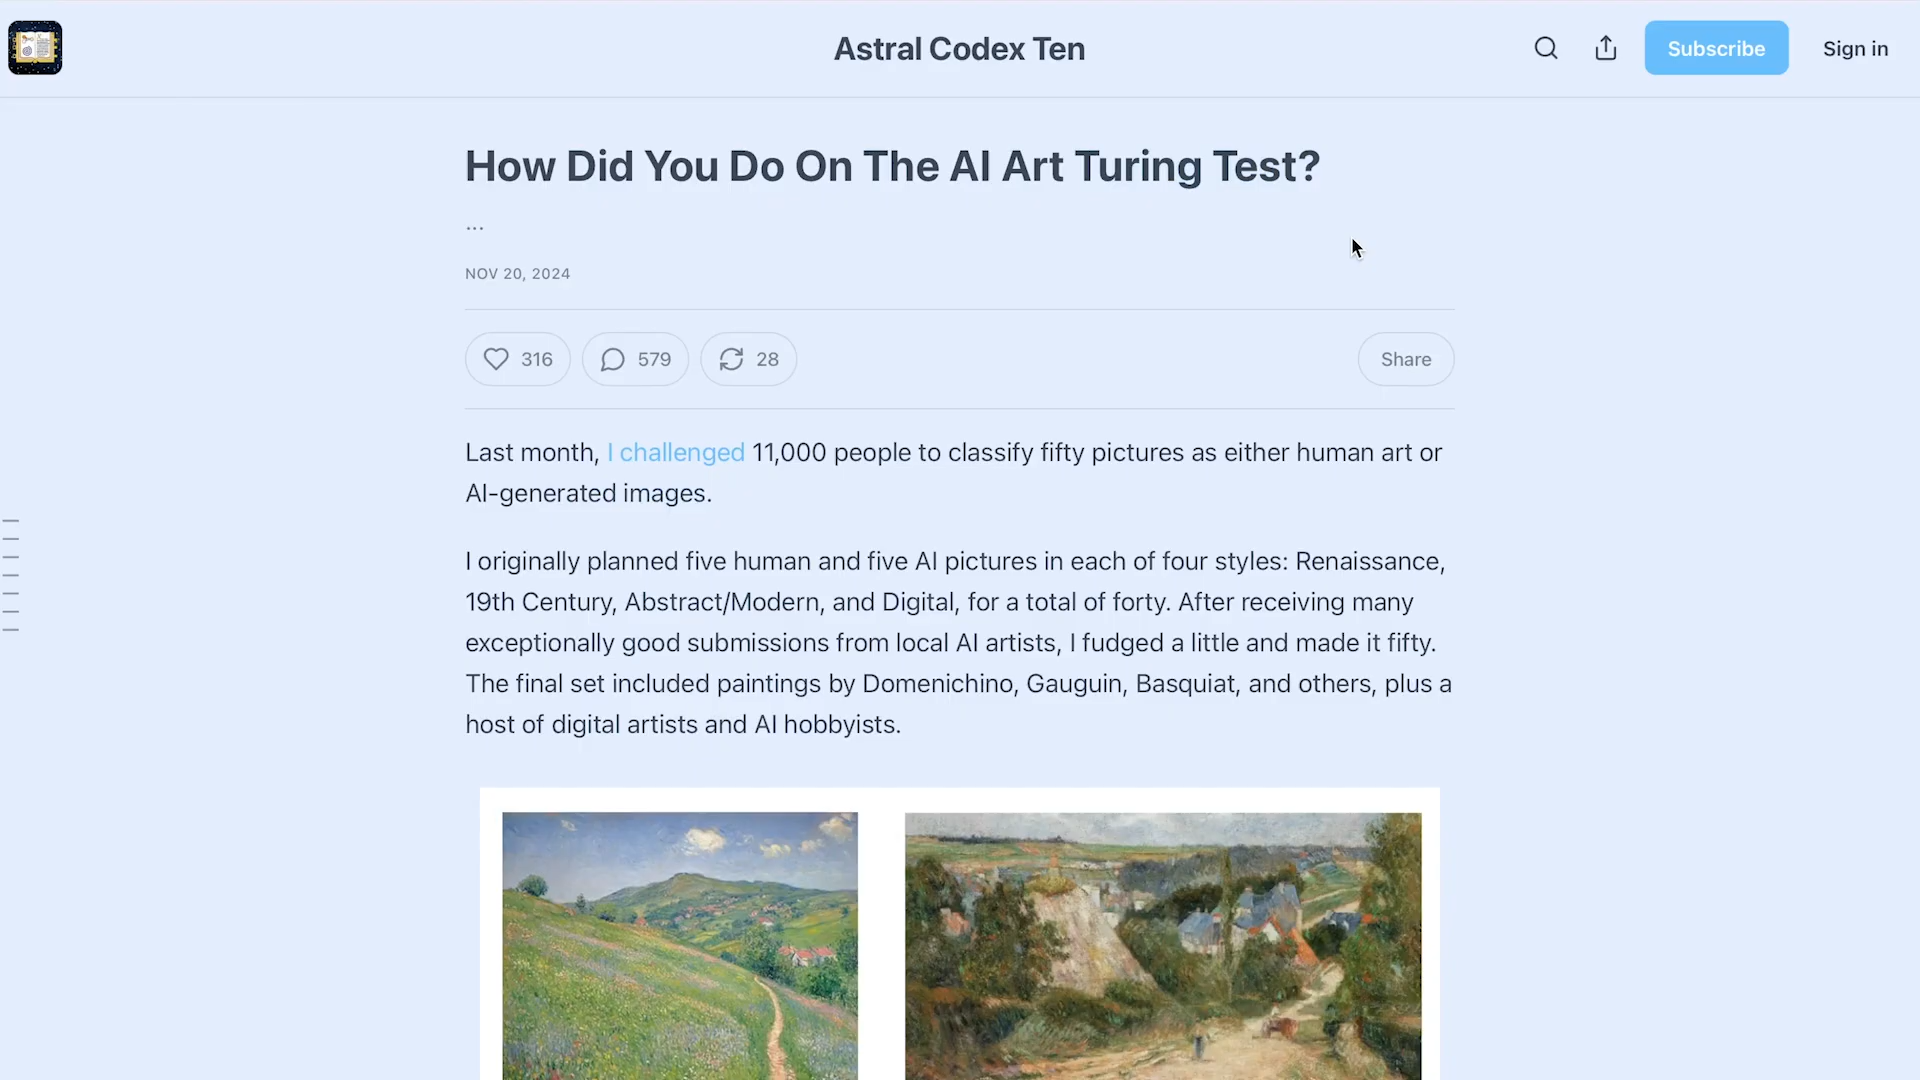 Astral Codex Ten
Subscribe
Sign in
How Did You Do On The AI Art Turing Test?
...
NOV 20, 2024
316
579
28
Share
Last month, I challenged 11,000 people to classify fifty pictures as either human art or
AI-generated images.
I originally planned five human and five AI pictures in each of four styles: Renaissance,
19th Century, Abstract/Modern, and Digital, for a total of forty. After receiving many
exceptionally good submissions from local AI artists, I fudged a little and made it fifty.
The final set included paintings by Domenichino, Gauguin, Basquiat, and others, plus a
host of digital artists and AI hobbyists.